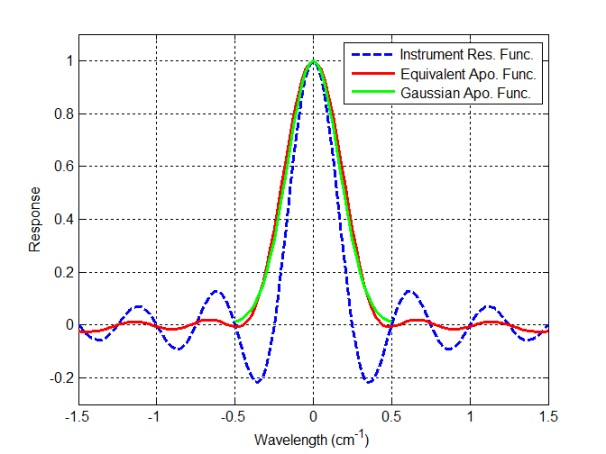 Instrument Res. Func.
Equivalent Apo. Func.
Gaussian Apo. Func.
Response
1
0.8
0.6
0.4
0.2
0
-0.2
-1.5 -1 -0.5 0 0.5 1 1.5
Wavelength (cm⁻¹)